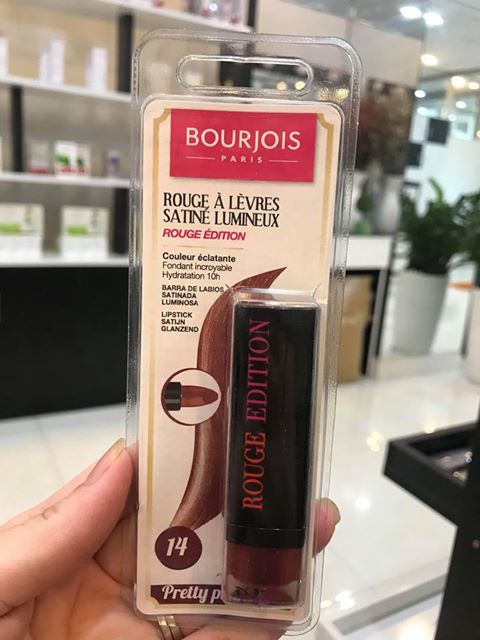 BOURJOIS
PARIS
ROUGE À LÈVRES
SATINÉ LUMINEUX
ROUGE ÉDITION
Couleur éclatante
Fondant incroyable
Hydratation 10h
BARRA DE LABIOS
SATINADA
LUMINOSA
LIPSTICK
SATIJN
GLANZEND
ROUGE EDITION
14
Pretty